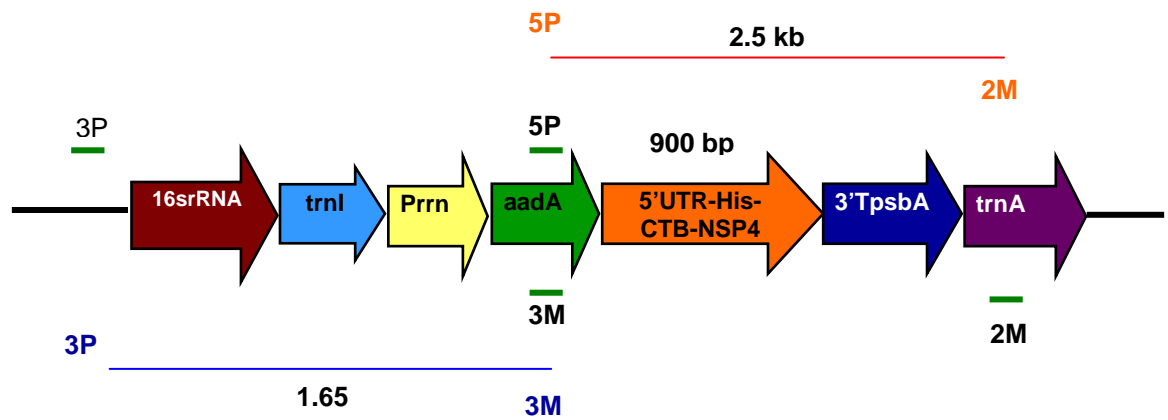 5P
2.5 kb
2M
3P
5P
900 bp
16srRNA
trnI
Prrn
aadA
5'UTR-His-
CTB-NSP4
3'TpsbA
trnA
3M
2M
3P
1.65
3M